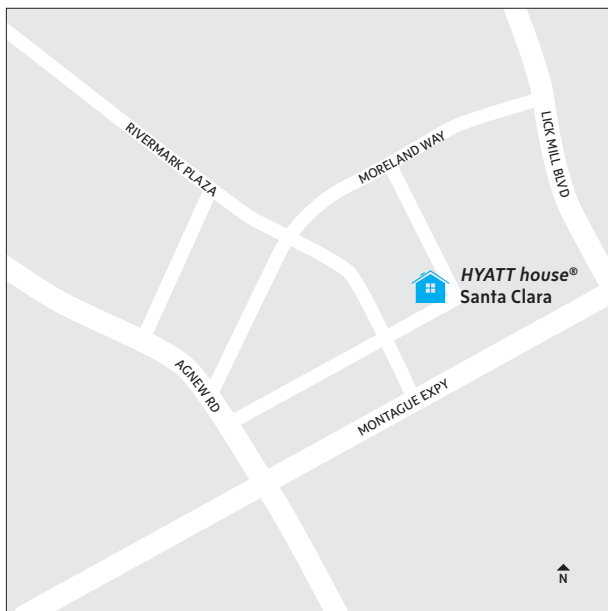 LICK MILL BLVD
RIVERMARK PLAZA
MORELAND WAY
HYATT house®
Santa Clara
AGNEW RD
MONTAGUE EXPY
N